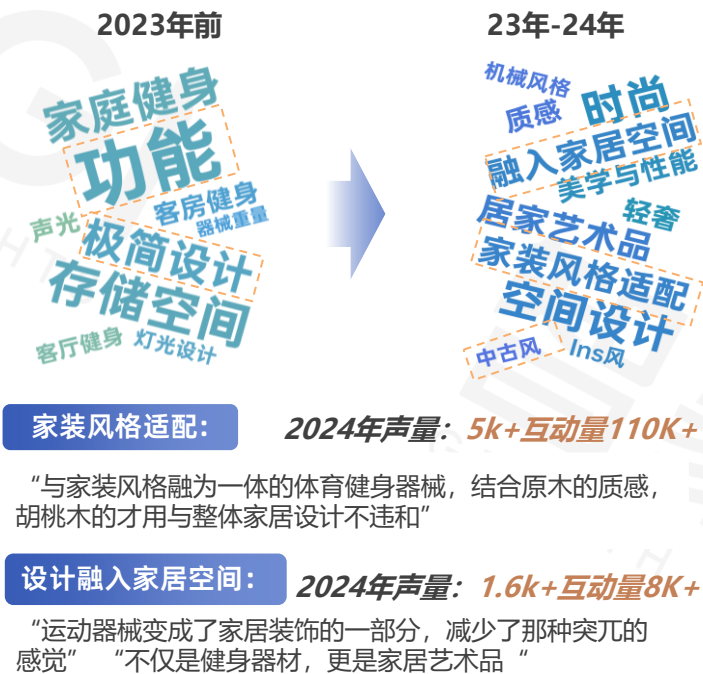 2023年前
23年-24年
家庭健身
功能
客房健身
器械重量
声光
极简设计
存储空间
客厅健身
灯光设计
机械风格
质感
时尚
融入家居空间
美学与性能
轻奢
居家艺术品
家装风格适配
空间设计
中古风
Ins风
家装风格适配：
2024年声量：5k+互动量110K+
“与家装风格融为一体的体育健身器械，结合原木的质感，
胡桃木的才用与整体家居设计不违和”
设计融入家居空间：
2024年声量：1.6k+互动量8K+
“运动器械变成了家居装饰的一部分，减少了那种突兀的
感觉” “不仅是健身器材，更是家居艺术品“